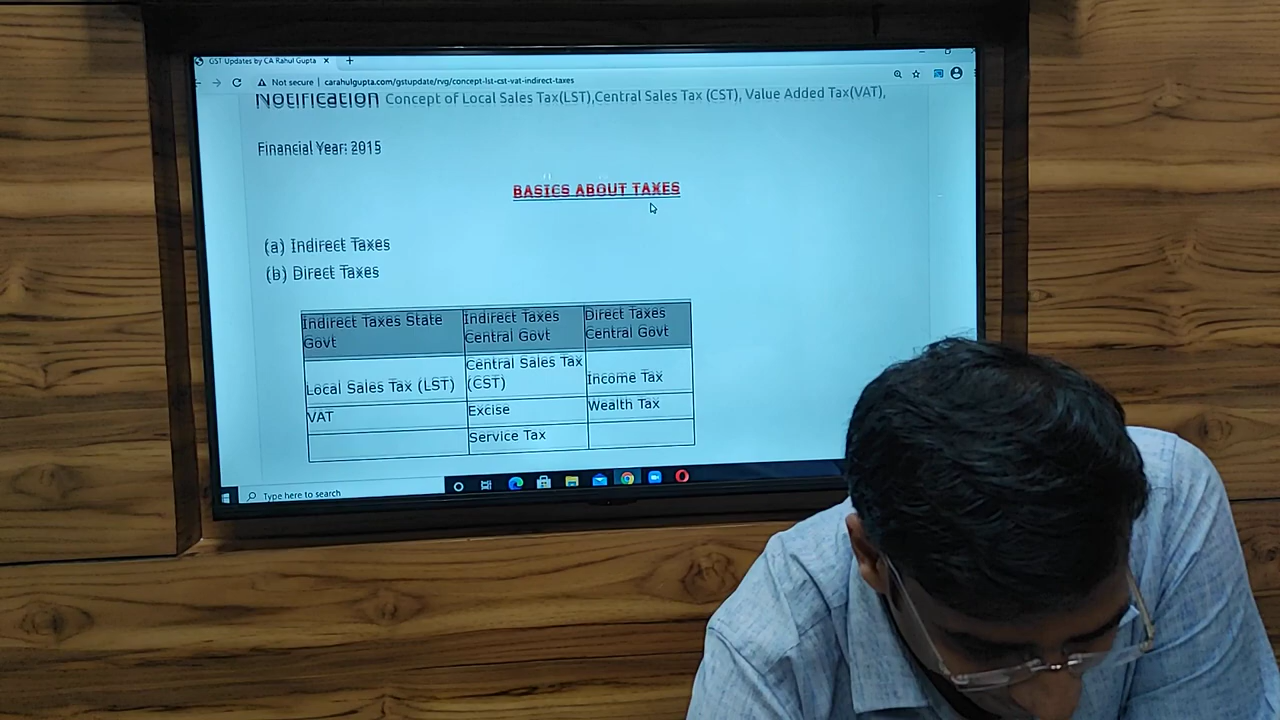 GST Updates by CA Rahul Gupta
Not secure | carahulgupta.com/gstupdate/rvg/concept-lst-cst-vat-indirect-taxes
Notification Concept of Local Sales Tax(LST),Central Sales Tax (CST), Value Added Tax(VAT),
Financial Year: 2015
BASICS ABOUT TAXES
(a) Indirect Taxes
(b) Direct Taxes
Indirect Taxes State Govt
Indirect Taxes Central Govt
Direct Taxes Central Govt
Local Sales Tax (LST)
Central Sales Tax (CST)
Income Tax
VAT
Excise
Wealth Tax
Service Tax
Type here to search